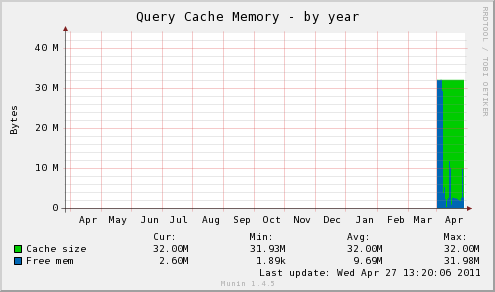 Query Cache Memory - by year
RRDTOOL / TOBI OETIKER
Bytes
40 M
30 M
20 M
10 M
0
Apr May Jun Jul Aug Sep Oct Nov Dec Jan Feb Mar Apr
Cur: Min: Avg: Max:
Cache size 32.00M 31.93M 32.00M 32.00M
Free mem 2.60M 1.89k 9.69M 31.98M
Last update: Wed Apr 27 13:20:06 2011
Munin 1.4.5